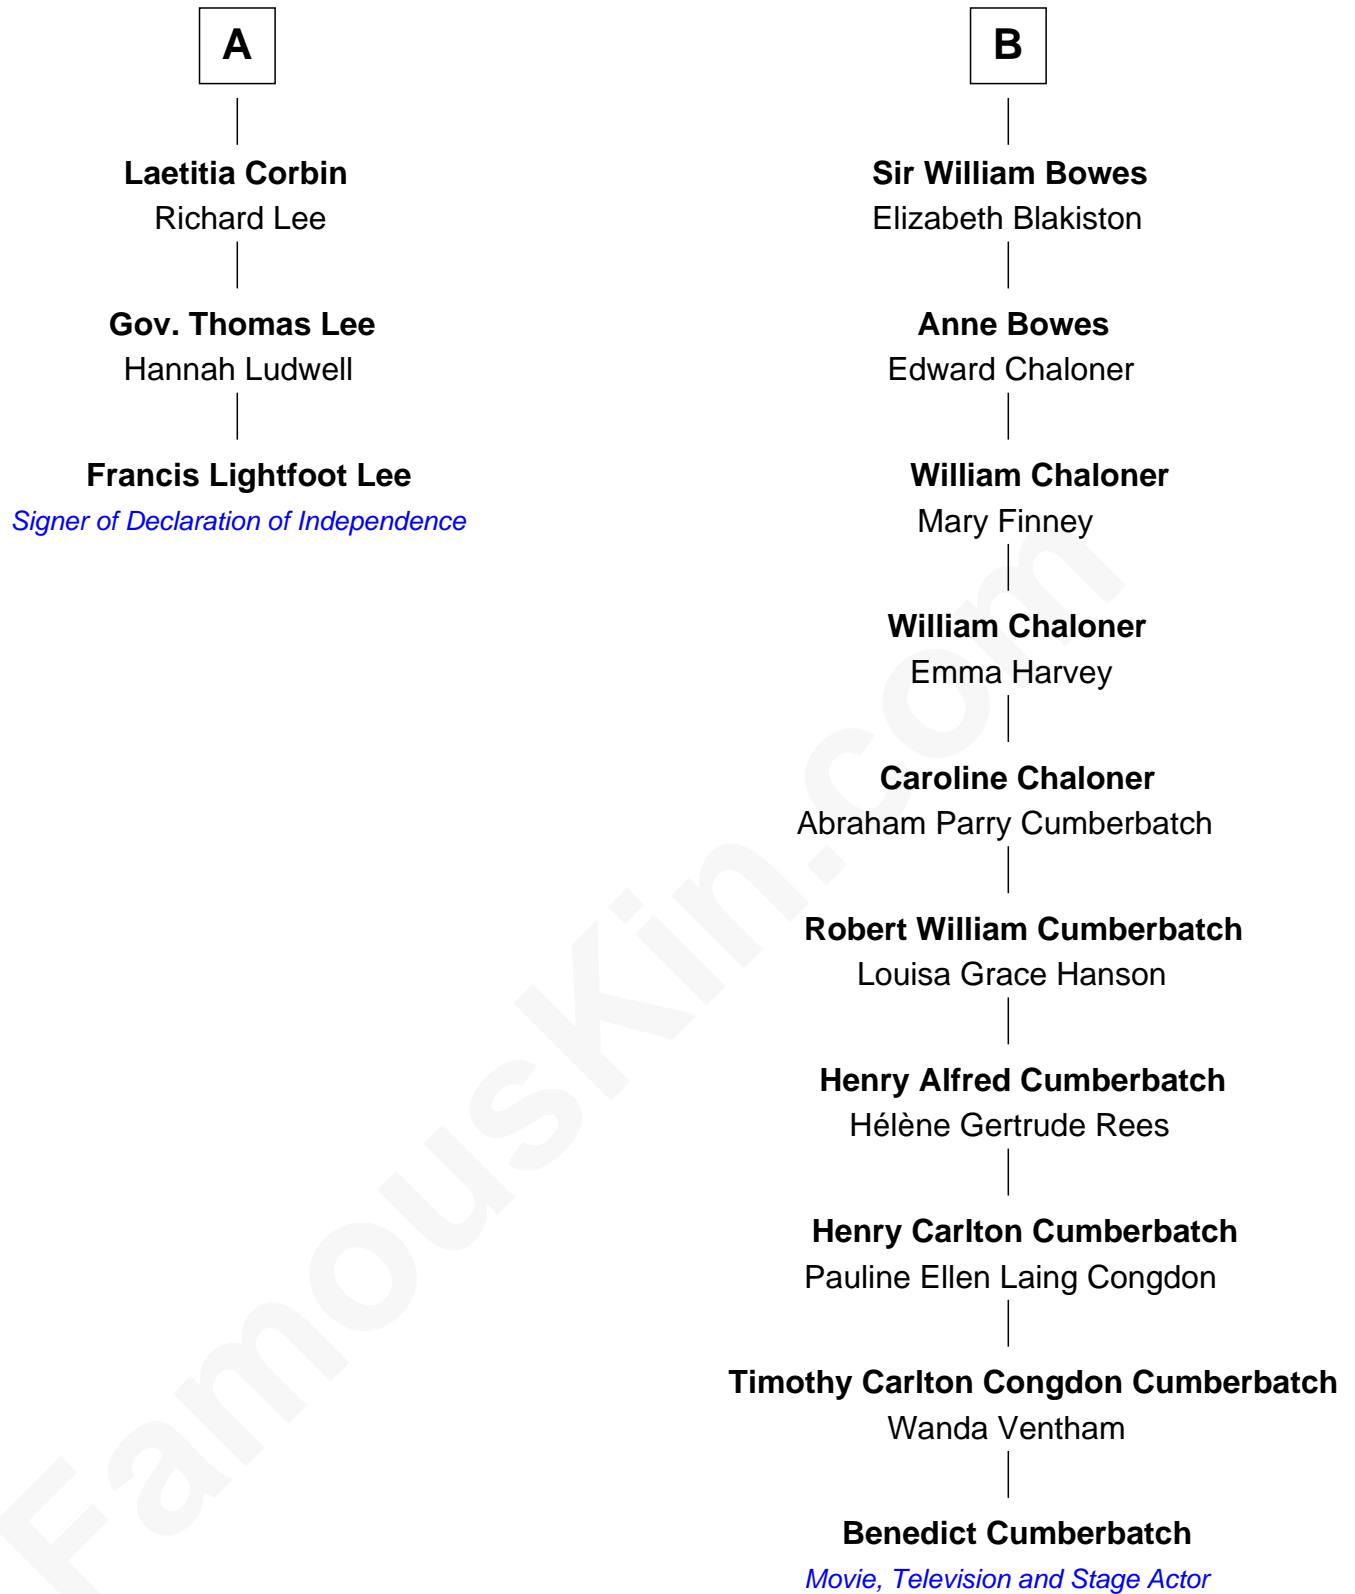 A
Laetitia Corbin
Richard Lee
Gov. Thomas Lee
Hannah Ludwell
Francis Lightfoot Lee
Signer of Declaration of Independence
B
Sir William Bowes
Elizabeth Blakiston
Anne Bowes
Edward Chaloner
William Chaloner
Mary Finney
William Chaloner
Emma Harvey
Caroline Chaloner
Abraham Parry Cumberbatch
Robert William Cumberbatch
Louisa Grace Hanson
Henry Alfred Cumberbatch
Hélène Gertrude Rees
Henry Carlton Cumberbatch
Pauline Ellen Laing Congdon
Timothy Carlton Congdon Cumberbatch
Wanda Ventham
Benedict Cumberbatch
Movie, Television and Stage Actor
FamousKin.com